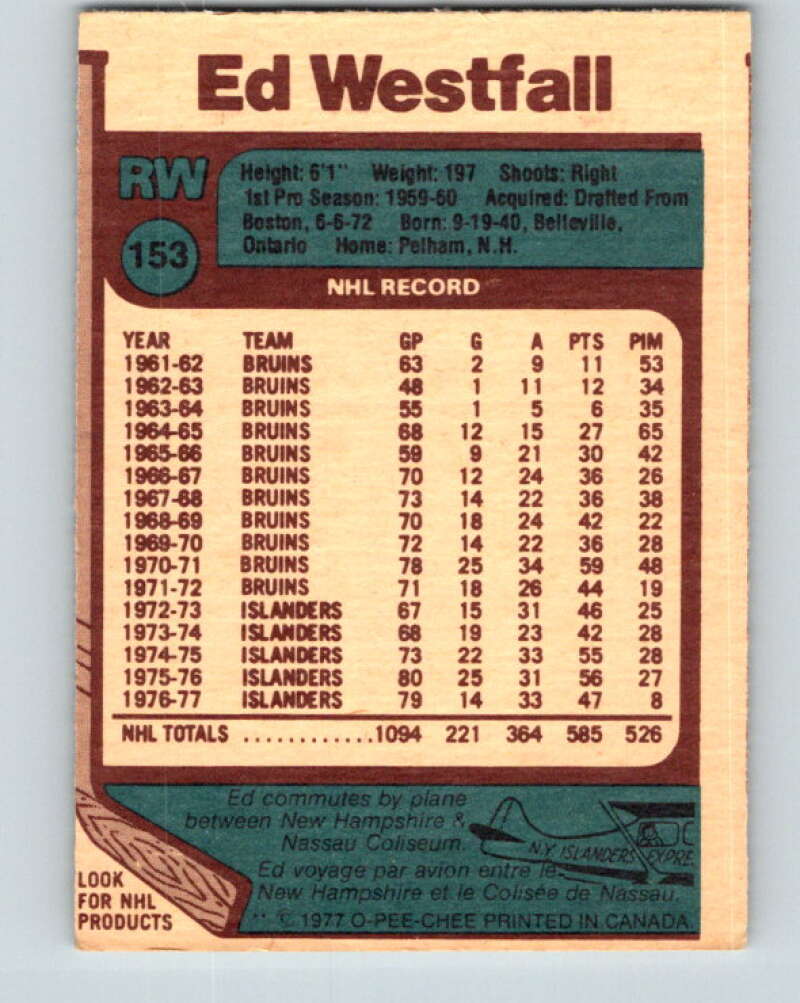 Ed Westfall
RW
153
Height: 6'1" Weight: 197 Shoots: Right
1st Pro Season: 1959-60 Acquired: Drafted From
Boston, 6-6-72 Born: 9-19-40, Belleville,
Ontario Home: Pelham, N.H.
NHL RECORD
YEAR TEAM GP G A PTS PIM
1961-62 BRUINS 63 2 9 11 53
1962-63 BRUINS 48 1 11 12 34
1963-64 BRUINS 55 1 5 6 35
1964-65 BRUINS 68 12 15 27 65
1965-66 BRUINS 59 9 21 30 42
1966-67 BRUINS 70 12 24 36 26
1967-68 BRUINS 73 14 22 36 38
1968-69 BRUINS 70 18 24 42 22
1969-70 BRUINS 72 14 22 36 28
1970-71 BRUINS 78 25 34 59 48
1971-72 BRUINS 71 18 26 44 19
1972-73 ISLANDERS 67 15 31 46 25
1973-74 ISLANDERS 68 19 23 42 28
1974-75 ISLANDERS 73 22 33 55 28
1975-76 ISLANDERS 80 25 31 56 27
1976-77 ISLANDERS 79 14 33 47 8
NHL TOTALS ............1094 221 364 585 526
Ed commutes by plane
between New Hampshire &
Nassau Coliseum.
N.Y. ISLANDERS EXPRE
Ed voyage par avion entre le
New Hampshire et le Colisée de Nassau.
LOOK
FOR NHL
PRODUCTS
** © 1977 O-PEE-CHEE PRINTED IN CANADA